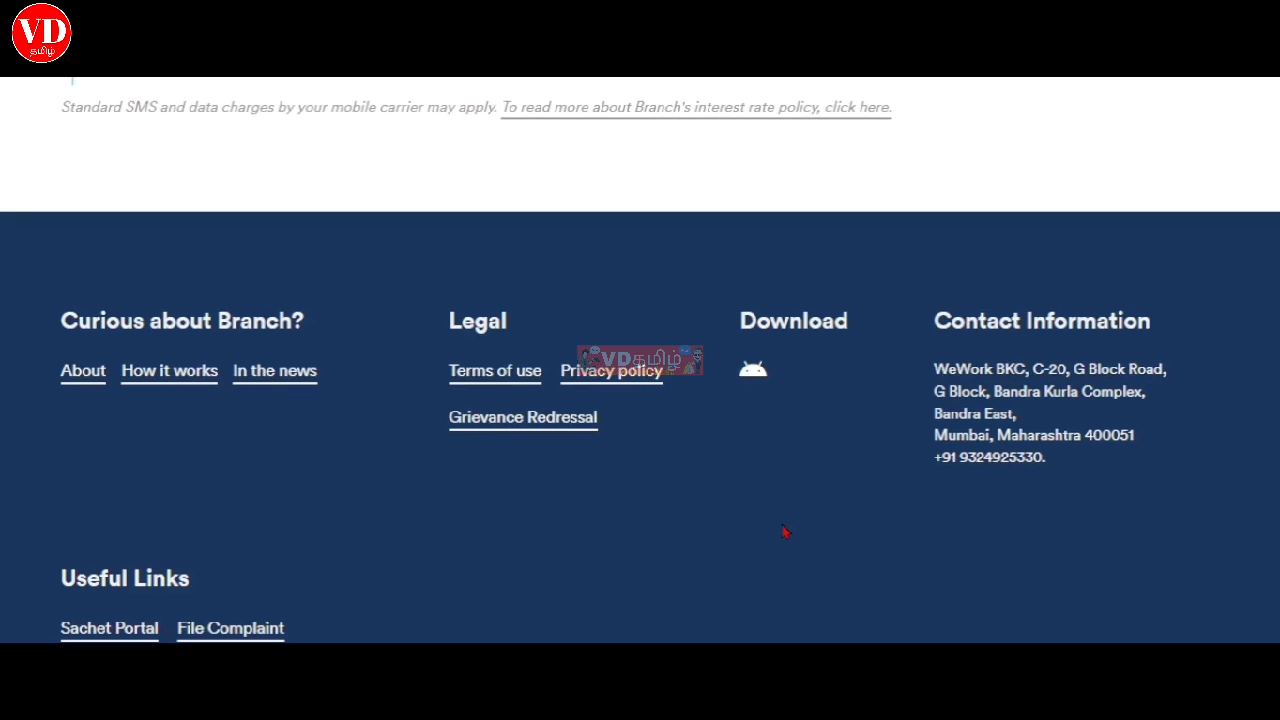 VD
தமிழ்
Standard SMS and data charges by your mobile carrier may apply. To read more about Branch's interest rate policy, click here.
Curious about Branch?
About How it works In the news
Legal
Terms of use Privacy policy
Grievance Redressal
VDதமிழ்
Download
Contact Information
WeWork BKC, C-20, G Block Road,
G Block, Bandra Kurla Complex,
Bandra East,
Mumbai, Maharashtra 400051
+91 9324925330.
Useful Links
Sachet Portal File Complaint